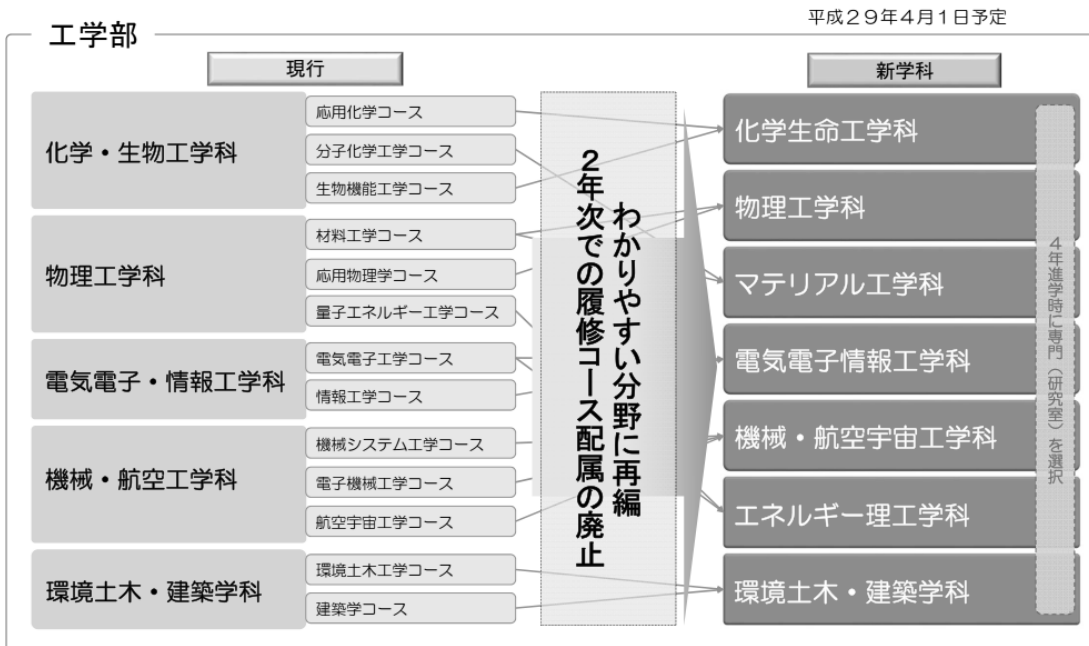 平成２９年４月１日予定
工学部
現行
新学科
化学・生物工学科
応用化学コース
分子化学工学コース
生物機能工学コース
物理工学科
材料工学コース
応用物理学コース
量子エネルギー工学コース
電気電子・情報工学科
電気電子工学コース
情報工学コース
機械・航空工学科
機械システム工学コース
電子機械工学コース
航空宇宙工学コース
環境土木・建築学科
環境土木工学コース
建築学コース
わかりやすい分野に再編
２年次での履修コース配属の廃止
化学生命工学科
物理工学科
マテリアル工学科
電気電子情報工学科
機械・航空宇宙工学科
エネルギー理工学科
環境土木・建築学科
４年進学時に専門（研究室）を選択